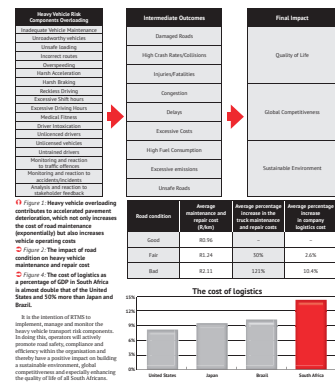 Heavy Vehicle Risk
Components Overloading
Inadequate Vehicle Maintenance
Unroadworthy vehicles
Unsafe loading
Incorrect routes
Overspeeding
Harsh Acceleration
Harsh Braking
Reckless Driving
Excessive Shift hours
Excessive Driving Hours
Medical Fitness
Driver Intoxication
Unlicenced drivers
Unlicensed vehicles
Untrained drivers
Monitoring and reaction
to traffic offences
Monitoring and reaction to
accidents/incidents
Analysis and reaction to
stakeholder feedback
Intermediate Outcomes
Damaged Roads
High Crash Rates/Collisions
Injuries/Fatalities
Congestion
Delays
Excessive Costs
High Fuel Consumption
Excessive emissions
Unsafe Roads
Final Impact
Quality of Life
Global Competitiveness
Sustainable Environment
Figure 1: Heavy vehicle overloading
contributes to accelerated pavement
deterioration, which not only increases
the cost of road maintenance
(exponentially) but also increases
vehicle operating costs
Figure 2: The impact of road
condition on heavy vehicle
maintenance and repair cost
Figure 4: The cost of logistics as
a percentage of GDP in South Africa
is almost double that of the United
States and 50% more than Japan and
Brazil.
It is the intention of RTMS to
implement, manage and monitor the
heavy vehicle transport risk components.
In doing this, operators will actively
promote road safety, compliance and
efficiency within the organisation and
thereby have a positive impact on building
a sustainable environment, global
competitiveness and especially enhancing
the quality of life of all South Africans.
Road condition
Average
maintenance and
repair cost
(R/km)
Average percentage
increase in the
truck maintenance
and repair costs
Average percentage
increase
in company
logistics cost
Good R0.96 – –
Fair R1.24 30% 2.6%
Bad R2.11 121% 10.4%
The cost of logistics
15%
12%
9%
6%
3%
0%
United States Japan Brazil South Africa